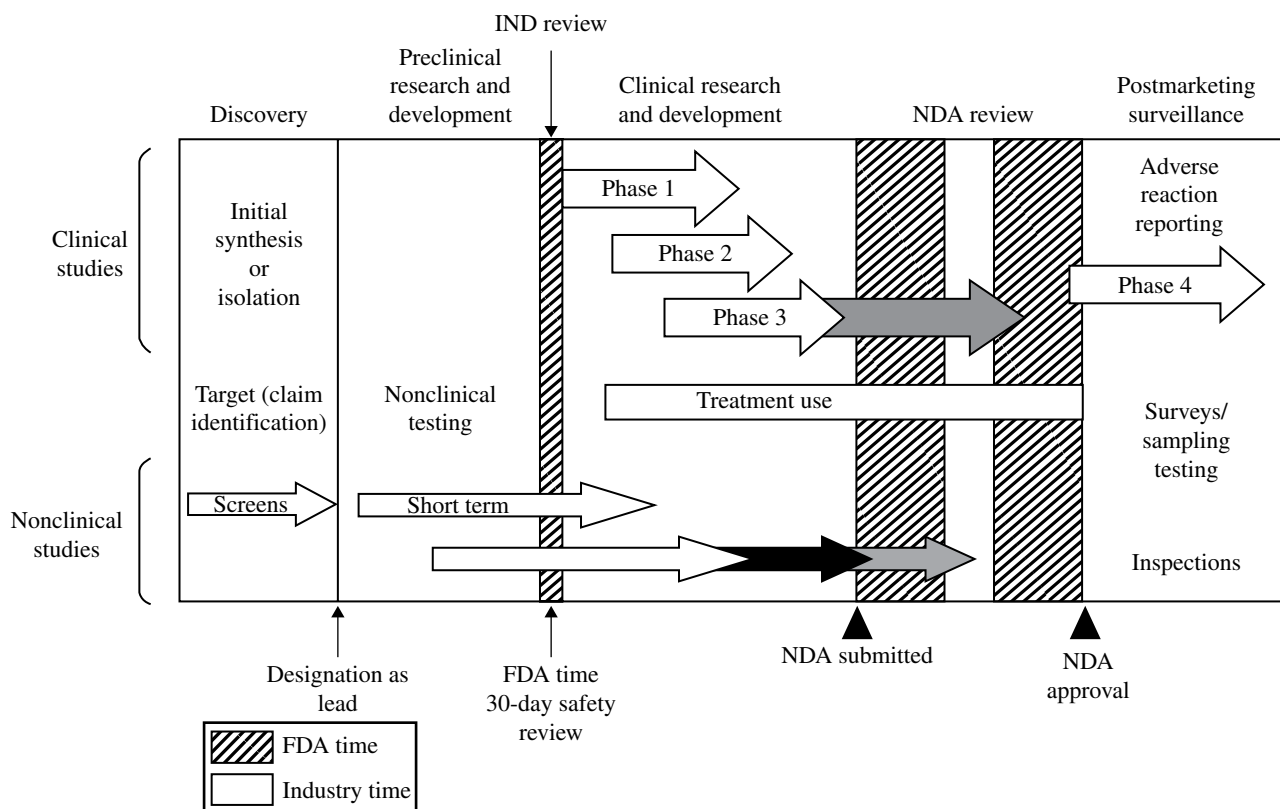 IND review
Preclinical
research and
development
Clinical research
and development
Discovery
NDA review
Postmarketing
surveillance
Clinical
studies
Initial
synthesis
or
isolation
Phase 1
Phase 2
Phase 3
Adverse
reaction
reporting
Phase 4
Target (claim
identification)
Nonclinical
testing
Treatment use
Surveys/
sampling
testing
Nonclinical
studies
Screens
Short term
Inspections
Designation as
lead
FDA time
30-day safety
review
NDA submitted
NDA
approval
FDA time
Industry time